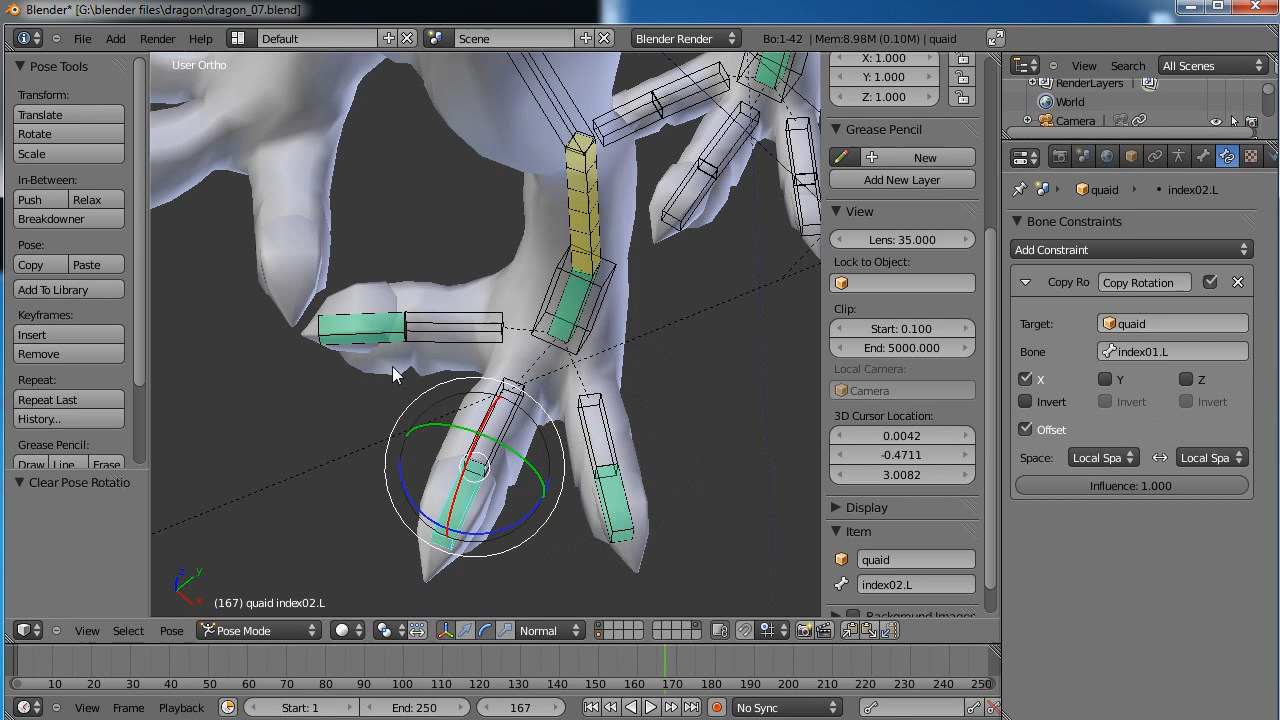 Blender* [G:\blender files\dragon\dragon_07.blend]
File Add Render Help Default Scene Blender Render Bo:1-42 | Mem:8.98M (0.10M) | quaid
Pose Tools
Transform:
Translate
Rotate
Scale
In-Between:
Push Relax
Breakdowner
Pose:
Copy Paste
Add To Library
Keyframes:
Insert
Remove
Repeat:
Repeat Last
History...
Grease Pencil:
Draw Line Erase
Clear Pose Rotatio
User Ortho
(167) quaid index02.L
z
y
x
X: 1.000
Y: 1.000
Z: 1.000
Grease Pencil
New
Add New Layer
View
Lens: 35.000
Lock to Object:
Clip:
Start: 0.100
End: 5000.000
Local Camera:
Camera
3D Cursor Location:
0.0042
-0.4711
3.0082
Display
Item
quaid
index02.L
Background Images
View Search All Scenes
RenderLayers
World
Camera
quaid index02.L
Bone Constraints
Add Constraint
Copy Ro Copy Rotation
Target: quaid
Bone index01.L
X Y Z
Invert Invert Invert
Offset
Space: Local Spa Local Spa
Influence: 1.000
View Select Pose Pose Mode Normal
10 20 30 40 50 60 70 80 90 100 110 120 130 140 150 160 170 180 190 200 210 220 230 240 250
View Frame Playback Start: 1 End: 250 167 No Sync